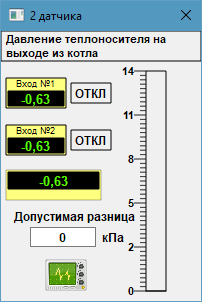 2 датчика
Давление теплоносителя на
выходе из котла
Вход №1
-0,63
ОТКЛ
Вход №2
-0,63
ОТКЛ
-0,63
Допустимая разница
0 кПа
14
11
8
5
2
0